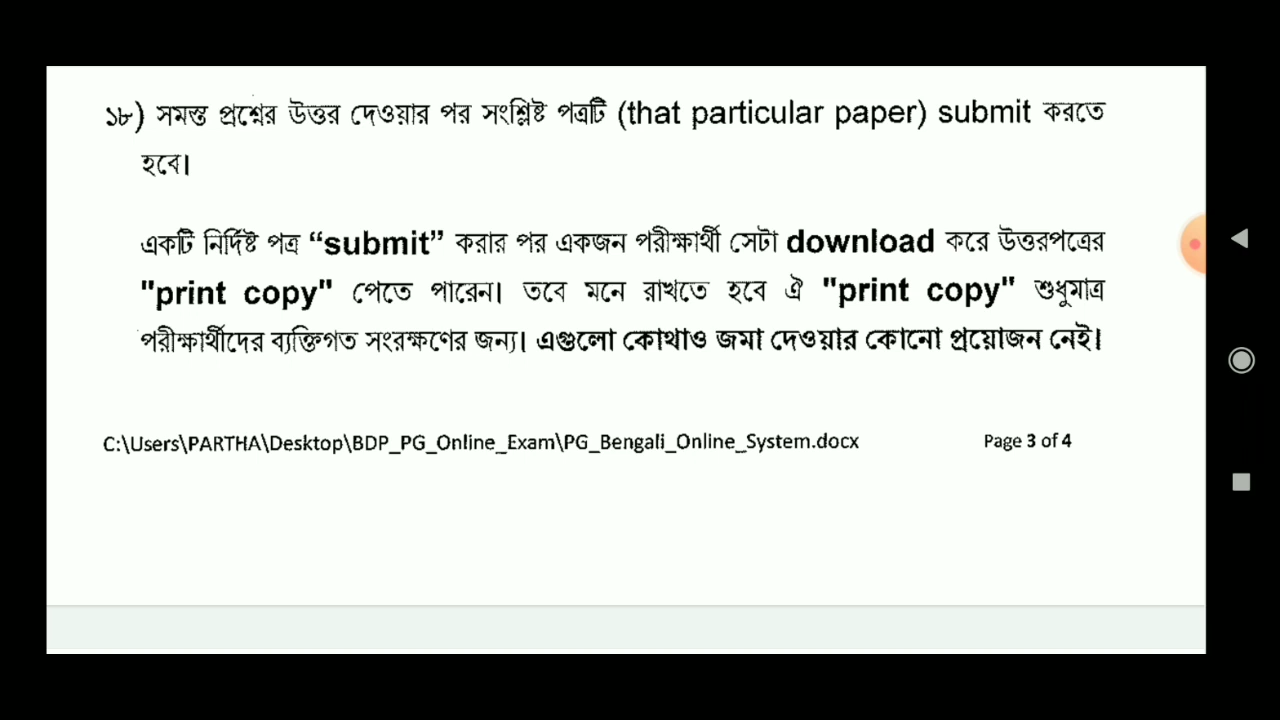 ১৮) সমস্ত প্রশ্নের উত্তর দেওয়ার পর সংশ্লিষ্ট পত্রটি (that particular paper) submit করতে
হবে।
একটি নির্দিষ্ট পত্র “submit” করার পর একজন পরীক্ষার্থী সেটা download করে উত্তরপত্রের
"print copy" পেতে পারেন। তবে মনে রাখতে হবে ঐ "print copy" শুধুমাত্র
পরীক্ষার্থীদের ব্যক্তিগত সংরক্ষণের জন্য। এগুলো কোথাও জমা দেওয়ার কোনো প্রয়োজন নেই।
C:\Users\PARTHA\Desktop\BDP_PG_Online_Exam\PG_Bengali_Online_System.docx Page 3 of 4